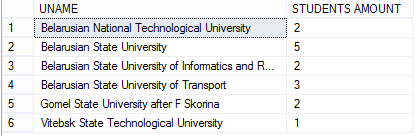 UNAME STUDENTS AMOUNT
1 Belarusian National Technological University 2
2 Belarusian State University 5
3 Belarusian State University of Informatics and R... 2
4 Belarusian State University of Transport 3
5 Gomel State University after F Skorina 2
6 Vitebsk State Technological University 1